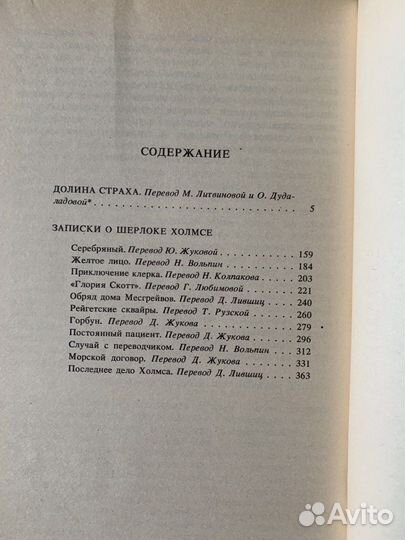 СОДЕРЖАНИЕ
ДОЛИНА СТРАХА. Перевод М. Литвиновой и О. Дуда-
ладовой* . . . . . . . . . . . . . . . . . . . . . . . 5
ЗАПИСКИ О ШЕРЛОКЕ ХОЛМСЕ
Серебряный. Перевод Ю. Жуковой . . . . . . . . . . 159
Желтое лицо. Перевод Н. Вольпин . . . . . . . . . . 184
Приключение клерка. Перевод Н. Колпакова . . . . . 203
«Глория Скотт». Перевод Г. Любимовой . . . . . . . 221
Обряд дома Месгрейвов. Перевод Д. Лившиц . . . . . 240
Рейгетские сквайры. Перевод Т. Рузской . . . . . . . 260
Горбун. Перевод Д. Жукова . . . . . . . . . . . . . 279
Постоянный пациент. Перевод Д. Жукова . . . . . . . 296
Случай с переводчиком. Перевод Н. Вольпин . . . . . 312
Морской договор. Перевод Д. Жукова . . . . . . . . 331
Последнее дело Холмса. Перевод Д. Лившиц . . . . . 363
Avito